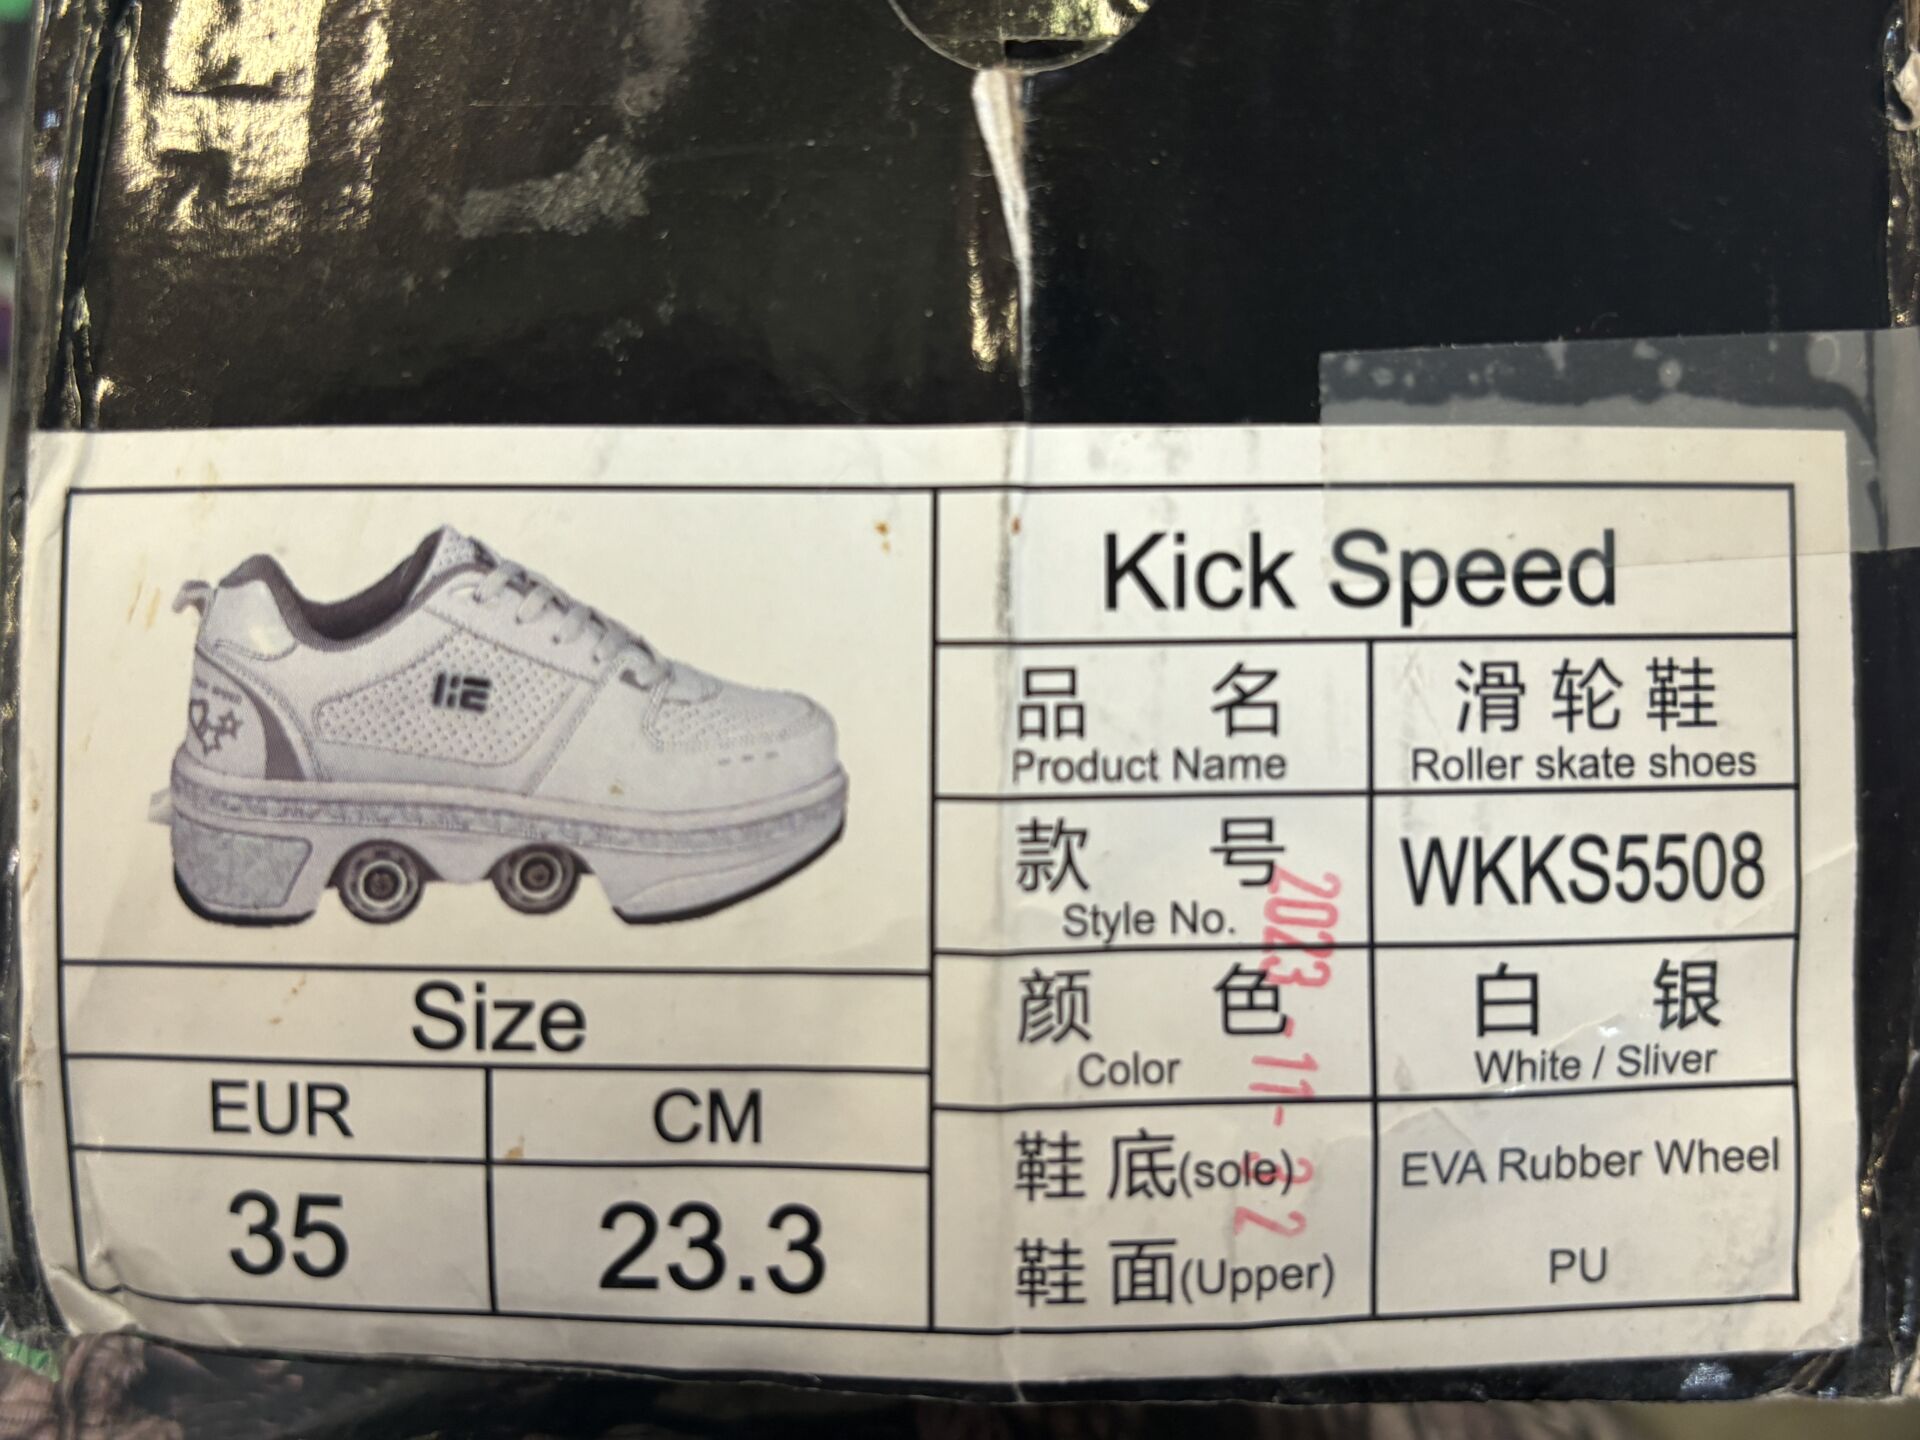 Kick Speed
品 名
Product Name
滑 轮 鞋
Roller skate shoes
款 号
Style No.
WKKS5508
颜 色
Color
白 银
White / Sliver
鞋 底(sole)
EVA Rubber Wheel
鞋 面(Upper)
PU
Size
EUR
CM
35
23.3
2023-11-